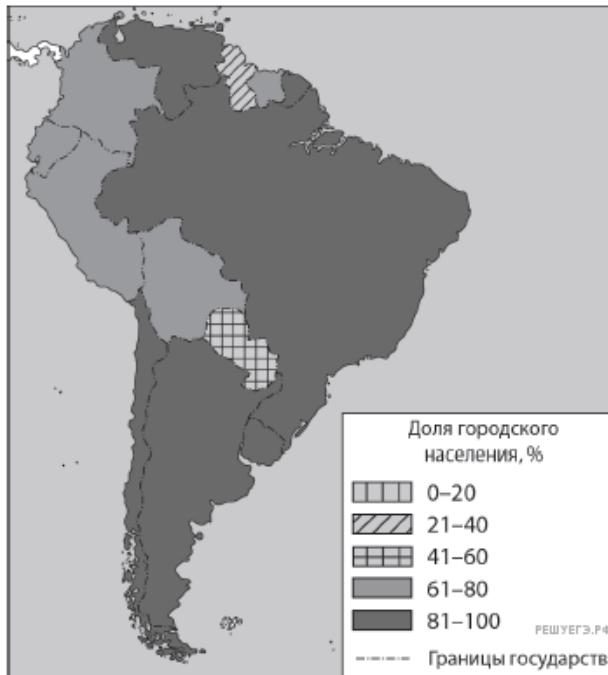 Доля городского
населения, %
0–20
21–40
41–60
61–80
81–100
РЕШУЕГЭ.РФ
Границы государств